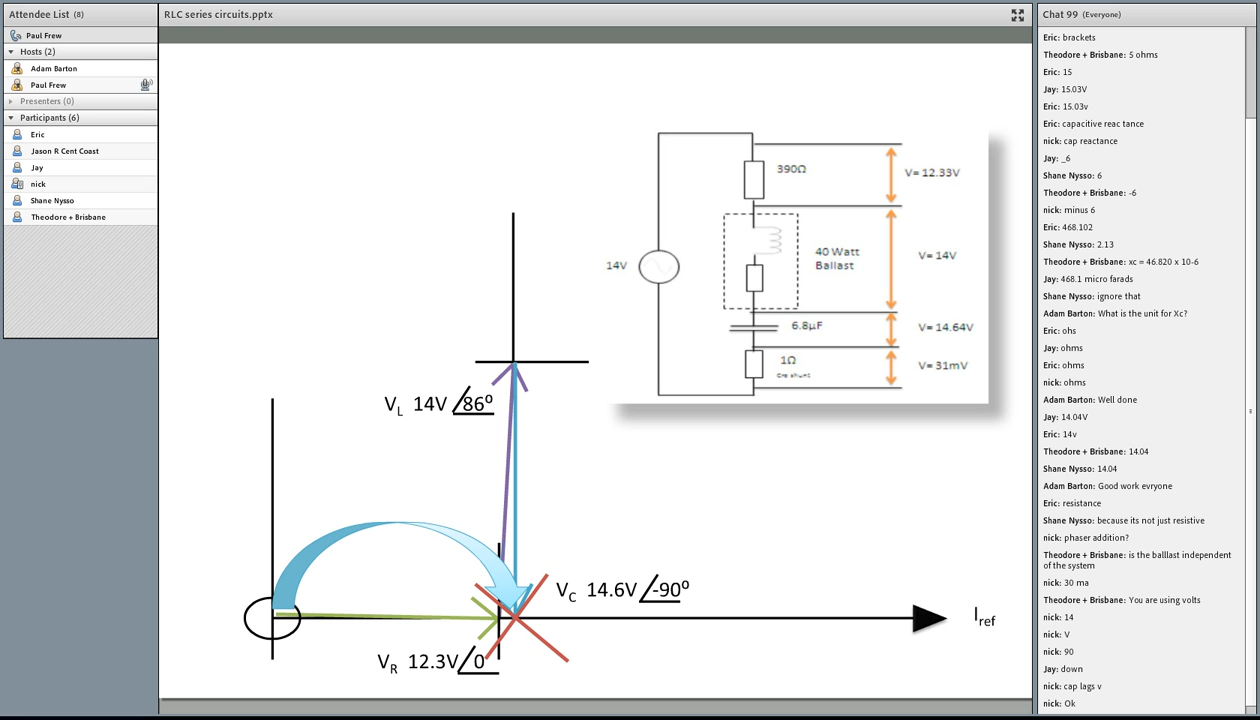 Attendee List (8)
Paul Frew
Hosts (2)
Adam Barton
Paul Frew
Presenters (0)
Participants (6)
Eric
Jason R Cent Coast
Jay
nick
Shane Nysso
Theodore + Brisbane
RLC series circuits.pptx
390Ω
V= 12.33V
14V
40 Watt
Ballast
V= 14V
6.8µF
V= 14.64V
1Ω
V= 31mV
VL 14V 86º
VC 14.6V -90º
Iref
VR 12.3V 0
Chat 99 (Everyone)
Eric: brackets
Theodore + Brisbane: 5 ohms
Eric: 15
Jay: 15.03V
Eric: 15.03v
Eric: capacitive reac tance
nick: cap reactance
Jay: _6
Shane Nysso: 6
Theodore + Brisbane: -6
nick: minus 6
Eric: 468.102
Shane Nysso: 2.13
Theodore + Brisbane: xc = 46.820 x 10-6
Jay: 468.1 micro farads
Shane Nysso: ignore that
Adam Barton: What is the unit for Xc?
Eric: ohs
Jay: ohms
Eric: ohms
nick: ohms
Adam Barton: Well done
Jay: 14.04V
Eric: 14v
Theodore + Brisbane: 14.04
Shane Nysso: 14.04
Adam Barton: Good work evryone
Eric: resistance
Shane Nysso: because its not just resistive
nick: phaser addition?
Theodore + Brisbane: is the balllast independent
of the system
nick: 30 ma
Theodore + Brisbane: You are using volts
nick: 14
nick: V
nick: 90
Jay: down
nick: cap lags v
nick: Ok